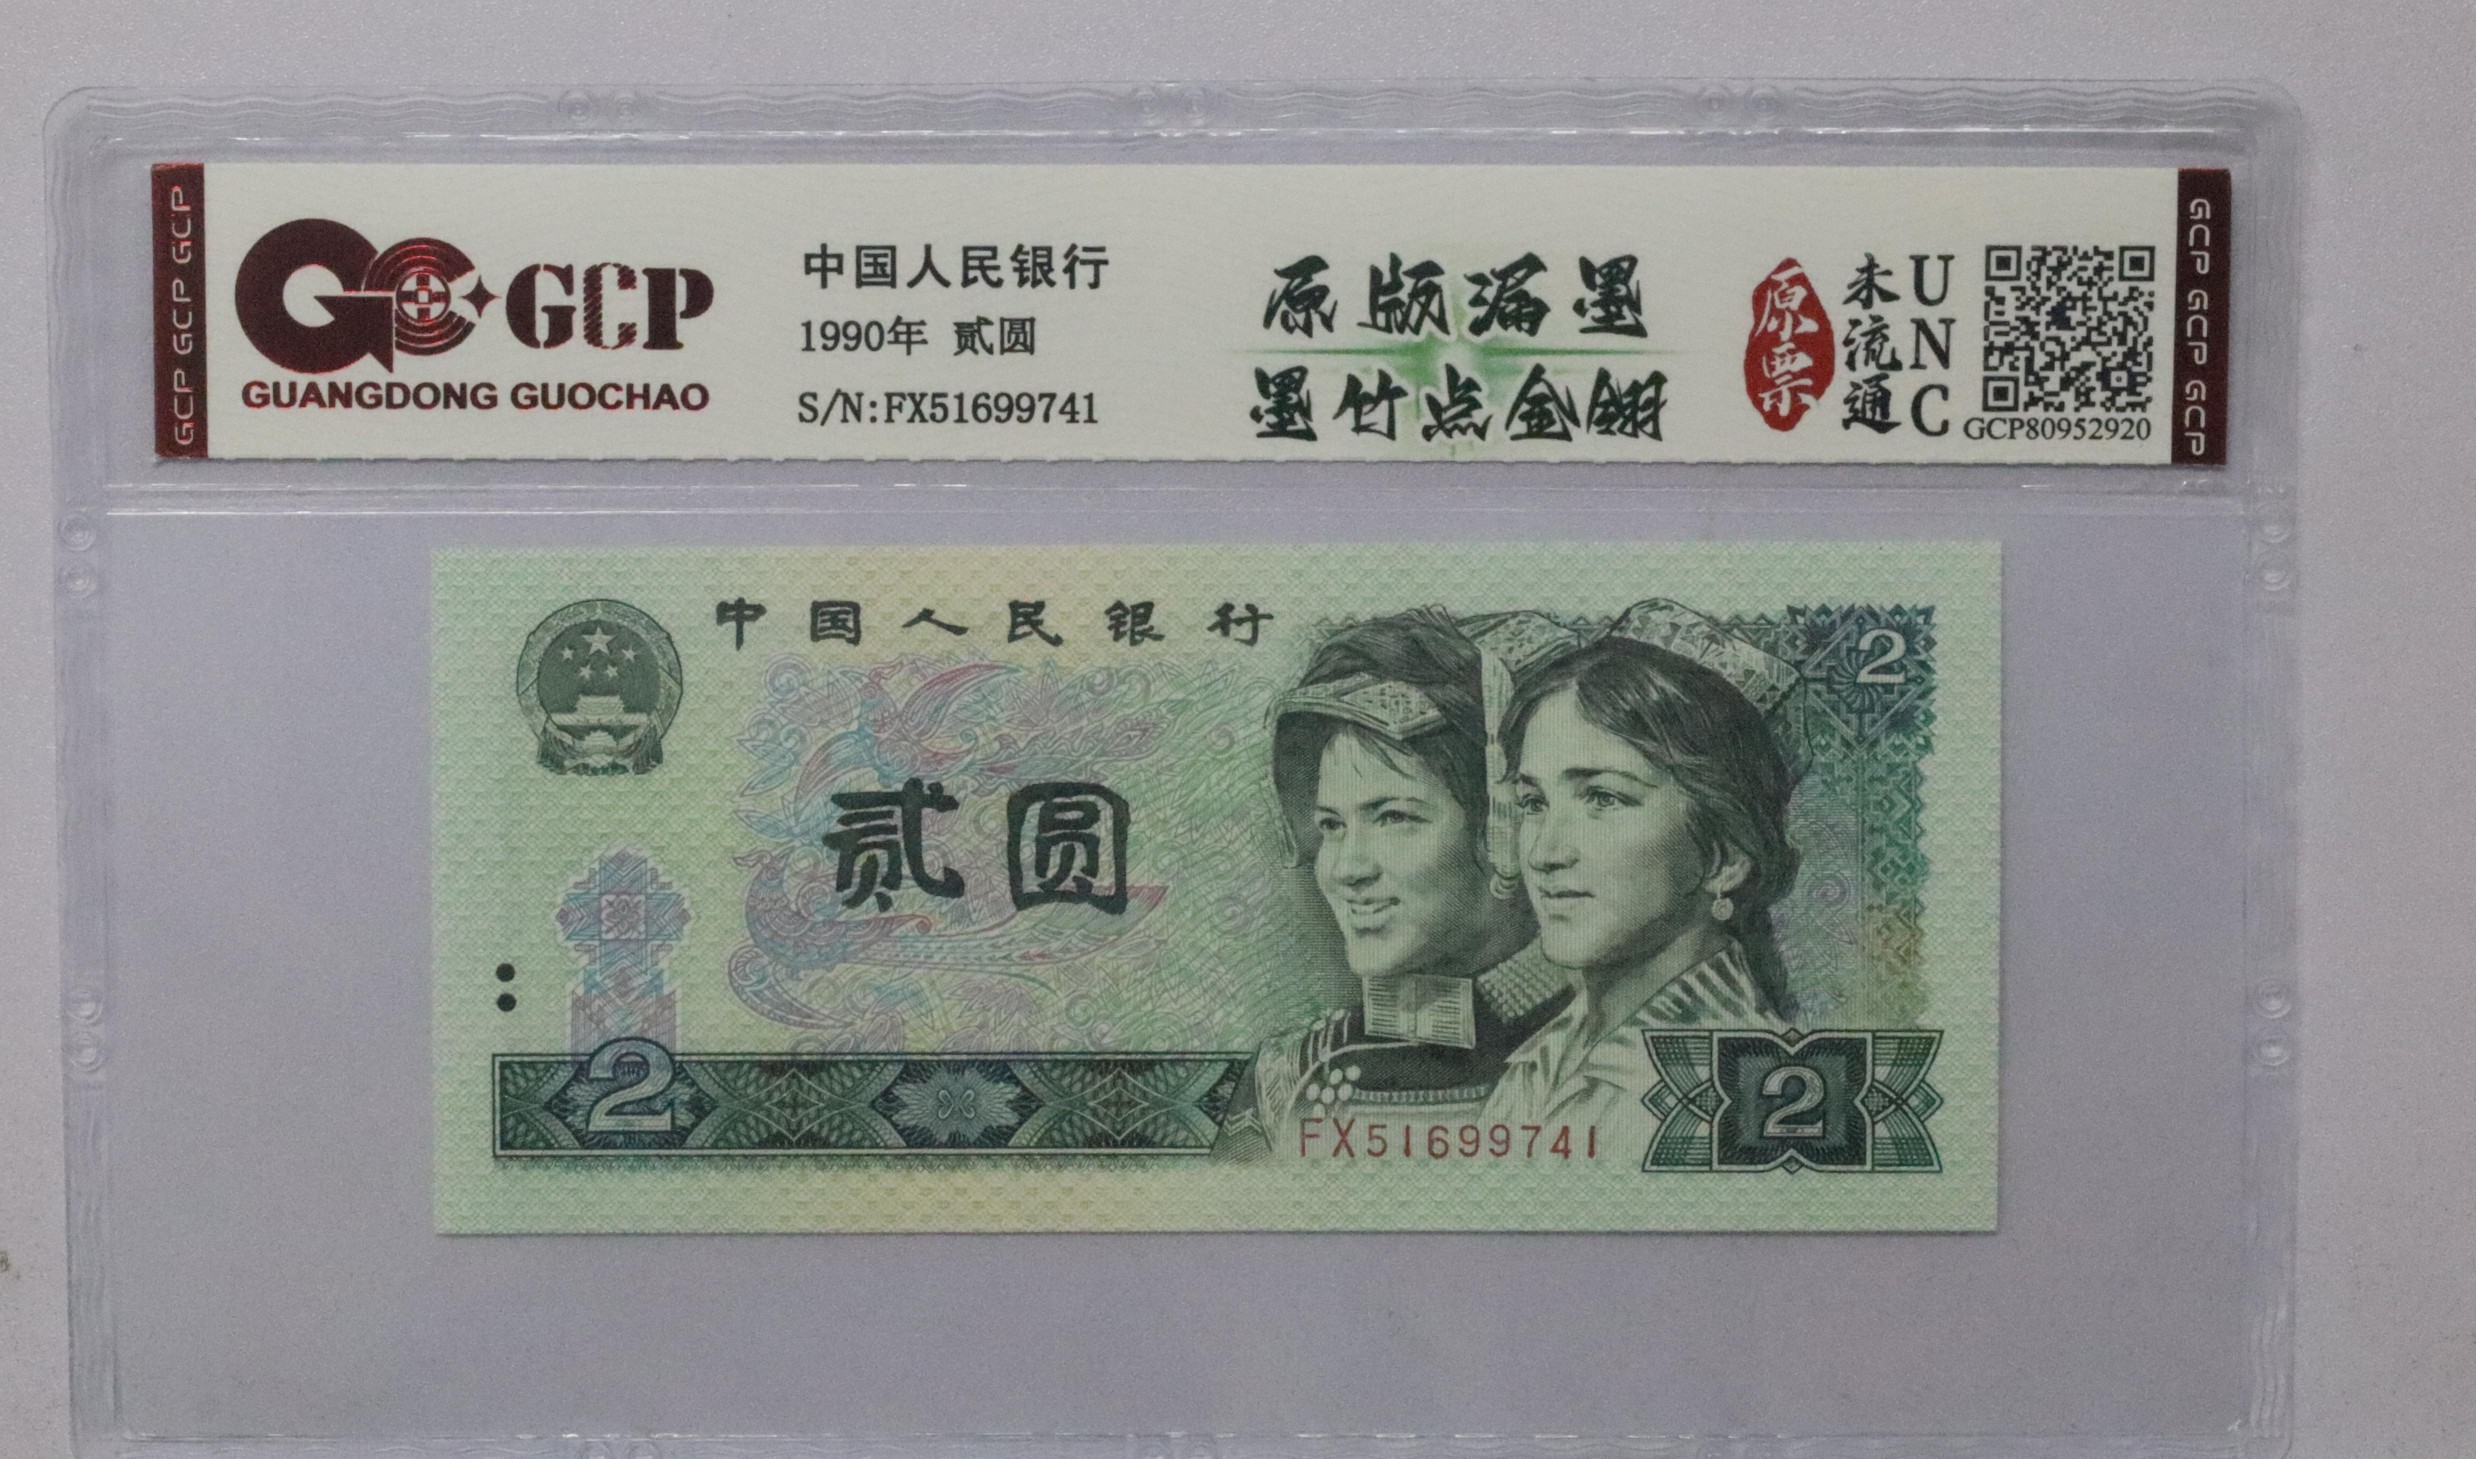 GCP GCP GCP
GCP
GUANGDONG GUOCHAO
中国人民银行
1990年 贰圆
S/N:FX51699741
原版漏墨
墨竹点金翎
原票
未流通
UNC
GCP80952920
GCP GCP GCP
中国人民银行
2
贰圆
2
FX51699741
2